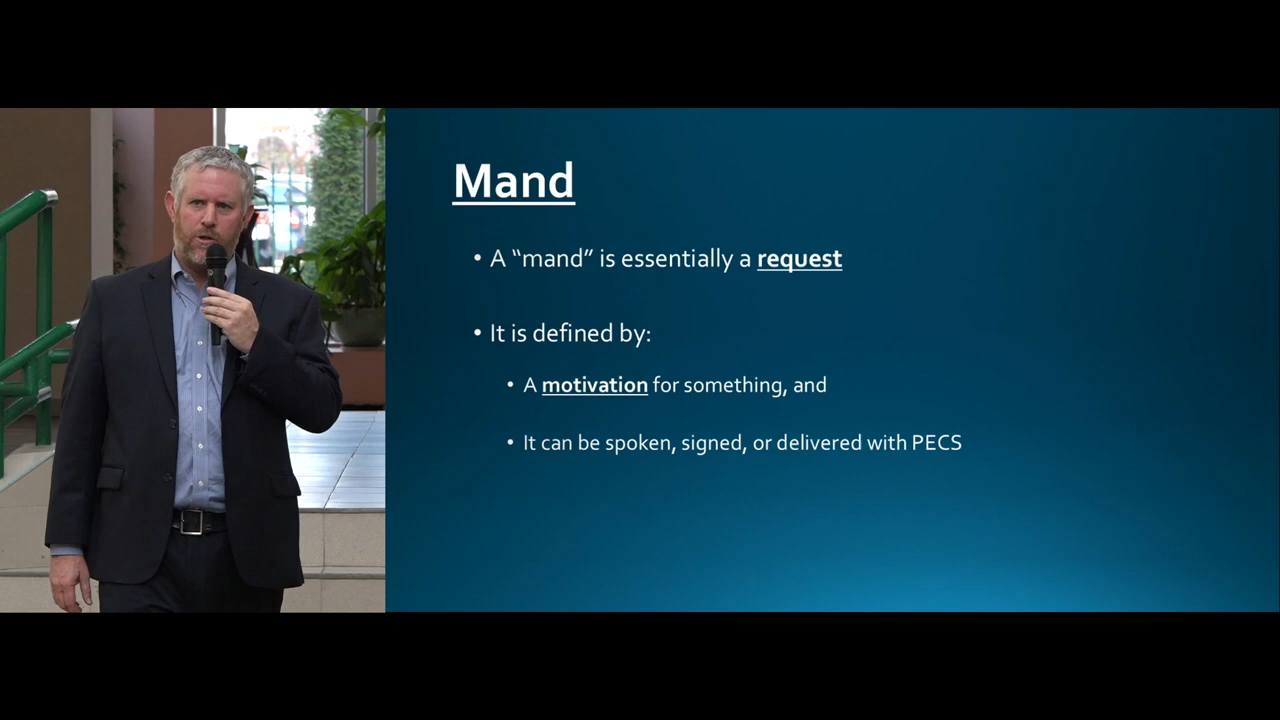 Mand
• A “mand” is essentially a request
• It is defined by:
• A motivation for something, and
• It can be spoken, signed, or delivered with PECS